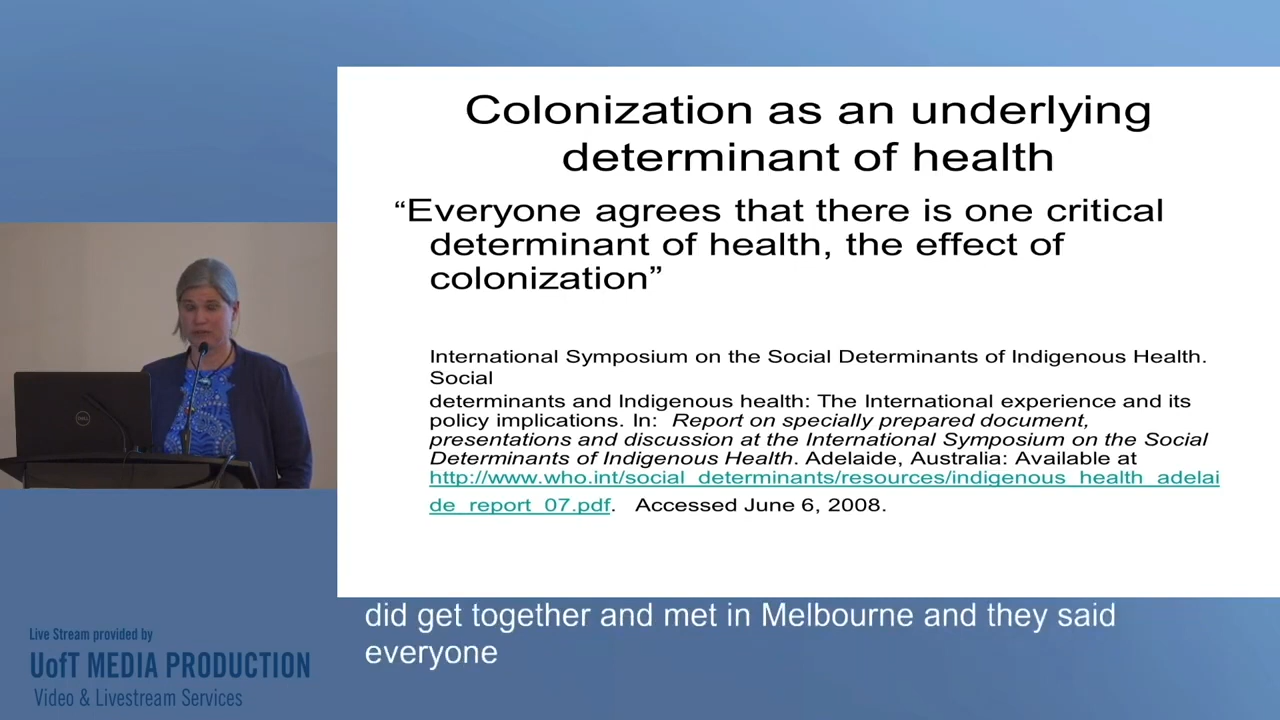 Colonization as an underlying
determinant of health
“Everyone agrees that there is one critical
determinant of health, the effect of
colonization”
International Symposium on the Social Determinants of Indigenous Health.
Social
determinants and Indigenous health: The International experience and its
policy implications. In: Report on specially prepared document,
presentations and discussion at the International Symposium on the Social
Determinants of Indigenous Health. Adelaide, Australia: Available at
http://www.who.int/social_determinants/resources/indigenous_health_adelai
de_report_07.pdf. Accessed June 6, 2008.
did get together and met in Melbourne and they said
everyone
Live Stream provided by
UofT MEDIA PRODUCTION
Video & Livestream Services
DELL